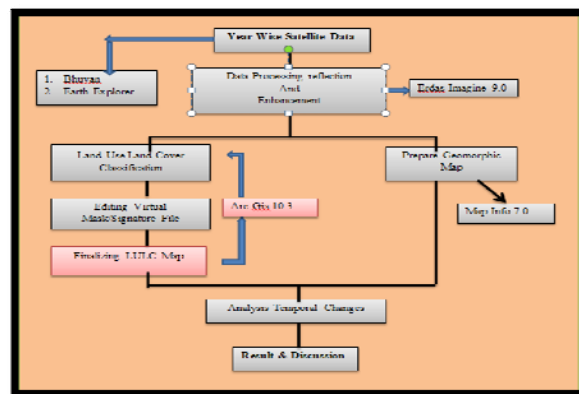 Year Wise Satellite Data
1. Bhuvan
2. Earth Explorer
Data Processing reflection
And
Enhancement
Erdas Imagine 9.0
Land Use Land Cover
Classification
Prepare Geomorphic
Map
Editing Virtual
Mask/Signature File
Arc Gis 10.3
Map Info 7.0
Finalizing LULC Map
Analysis Temporal Changes
Result & Discussion